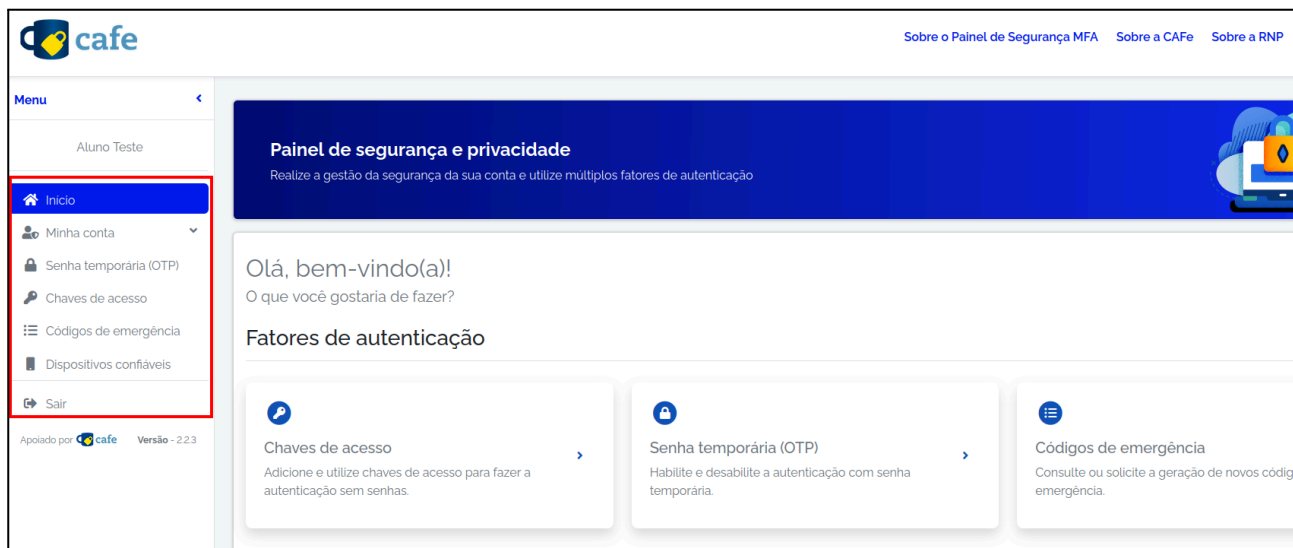 cafe
Sobre o Painel de Segurança MFA Sobre a CAFe Sobre a RNP
Menu
Aluno Teste
Início
Minha conta
Senha temporária (OTP)
Chaves de acesso
Códigos de emergência
Dispositivos confiáveis
Sair
Apoiado por cafe Versão - 2.2.3
Painel de segurança e privacidade
Realize a gestão da segurança da sua conta e utilize múltiplos fatores de autenticação
Olá, bem-vindo(a)!
O que você gostaria de fazer?
Fatores de autenticação
Chaves de acesso
Adicione e utilize chaves de acesso para fazer a
autenticação sem senhas.
Senha temporária (OTP)
Habilite e desabilite a autenticação com senha
temporária.
Códigos de emergência
Consulte ou solicite a geração de novos códig
emergência.